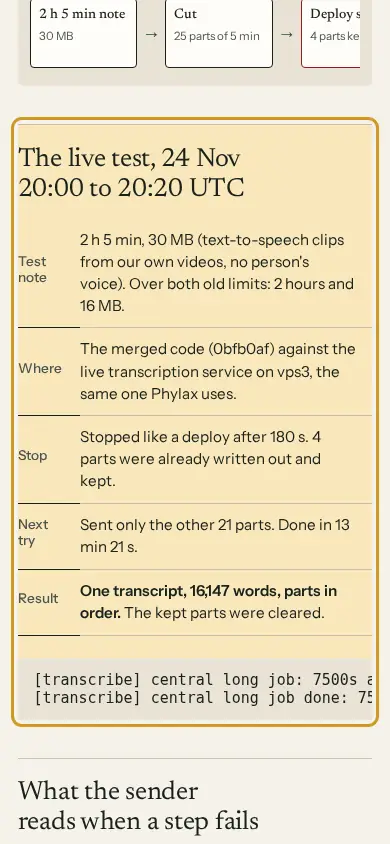 2 h 5 min note
30 MB
→
Cut
25 parts of 5 min
→
Deploy s
4 parts ke
The live test, 24 Nov
20:00 to 20:20 UTC
Test
note
2 h 5 min, 30 MB (text-to-speech clips
from our own videos, no person's
voice). Over both old limits: 2 hours and
16 MB.
Where
The merged code (0bfb0af) against the
live transcription service on vps3, the
same one Phylax uses.
Stop
Stopped like a deploy after 180 s. 4
parts were already written out and
kept.
Next
try
Sent only the other 21 parts. Done in 13
min 21 s.
Result
One transcript, 16,147 words, parts in
order. The kept parts were cleared.
[transcribe] central long job: 7500s a
[transcribe] central long job done: 75
What the sender
reads when a step fails